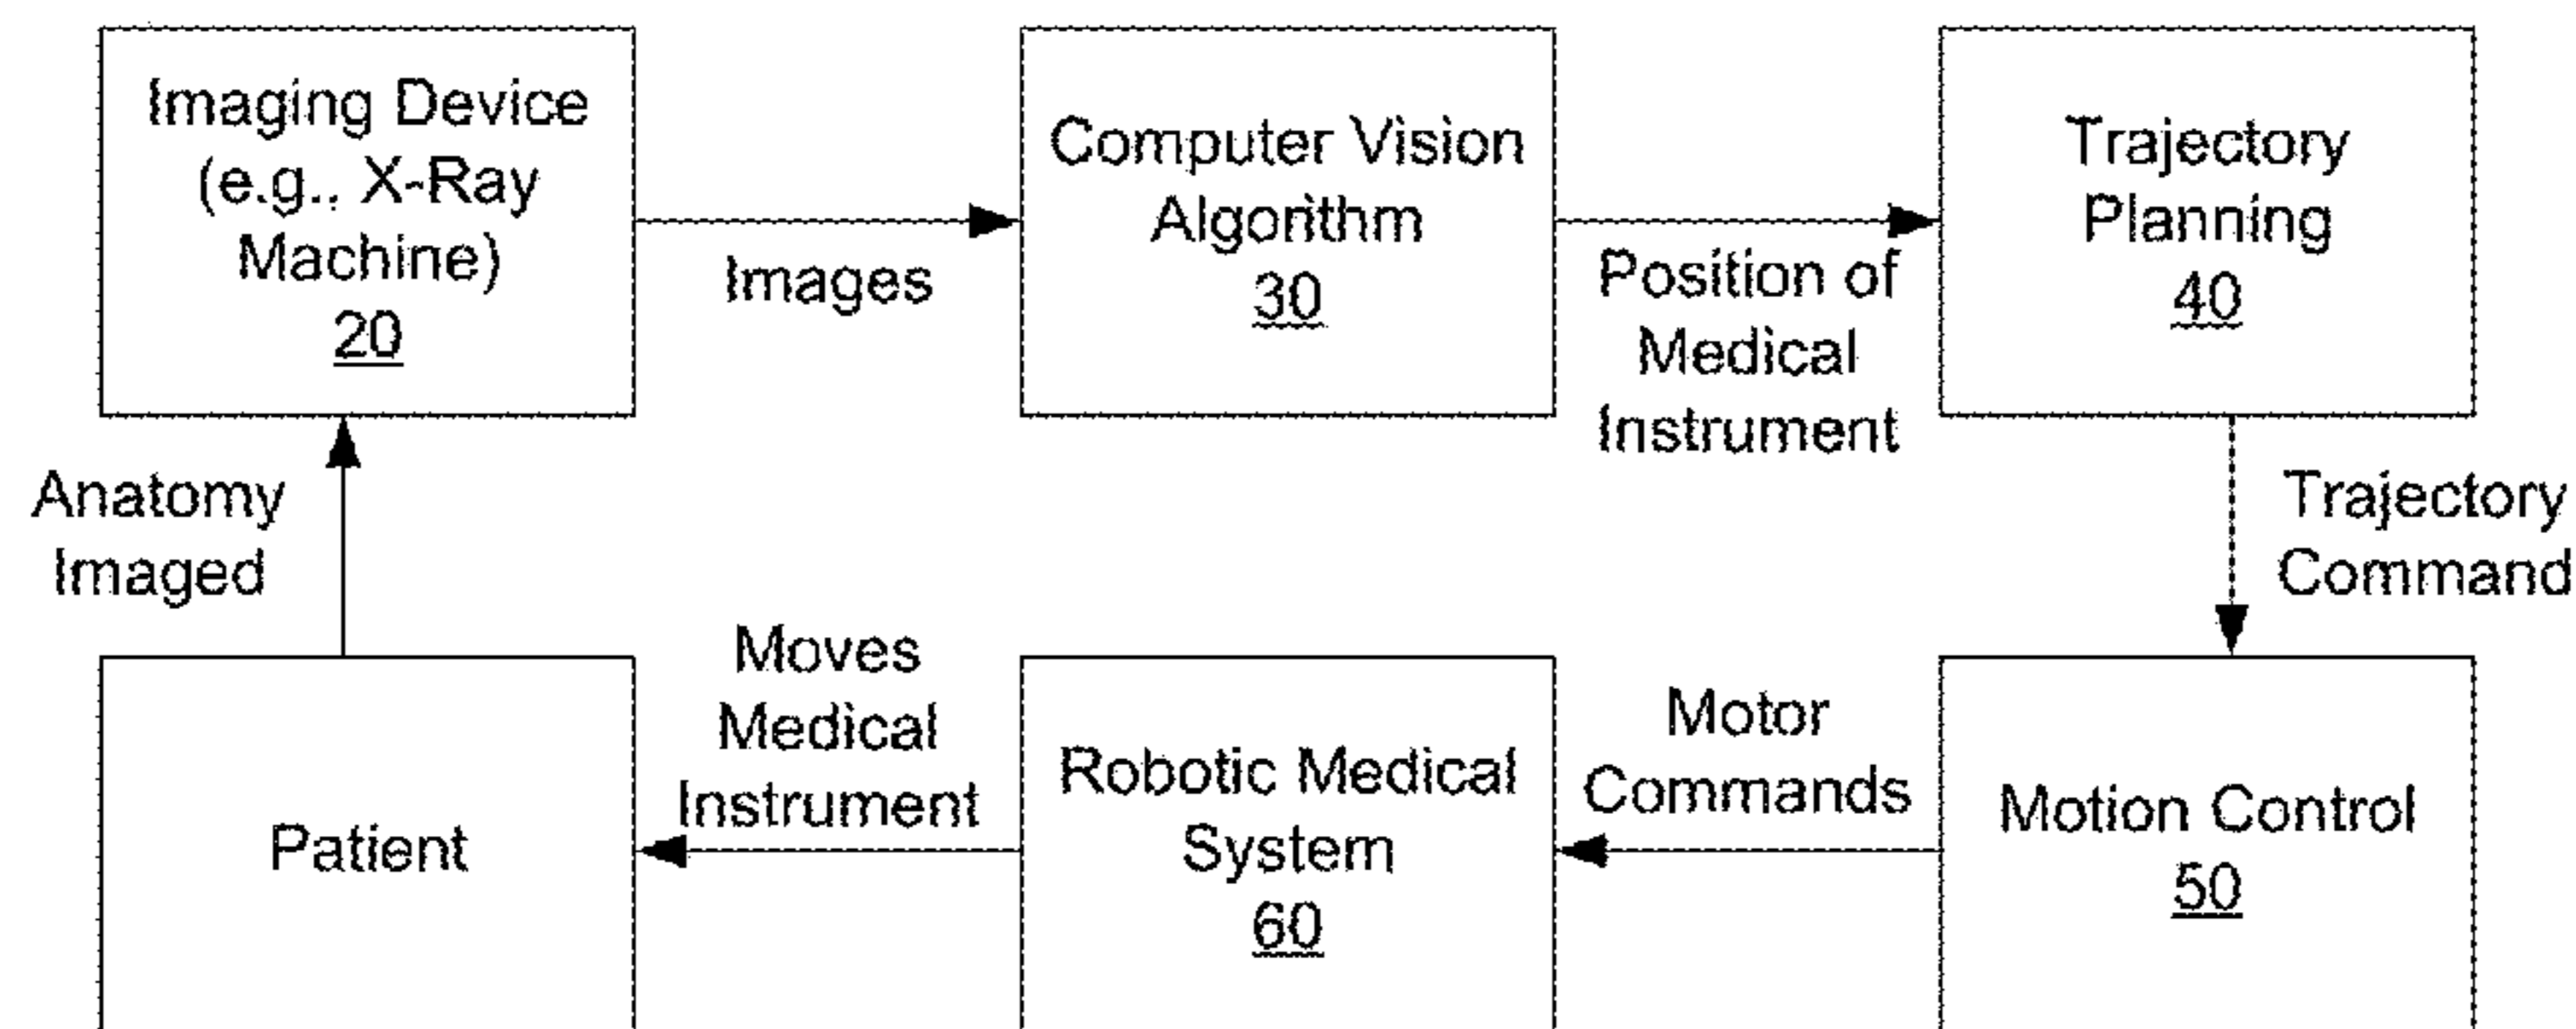 Imaging Device
(e.g., X-Ray
Machine)
20
Images
Computer Vision
Algorithm
30
Position of
Medical
Instrument
Trajectory
Planning
40
Anatomy
Imaged
Trajectory
Command
Patient
Moves
Medical
Instrument
Robotic Medical
System
60
Motor
Commands
Motion Control
50